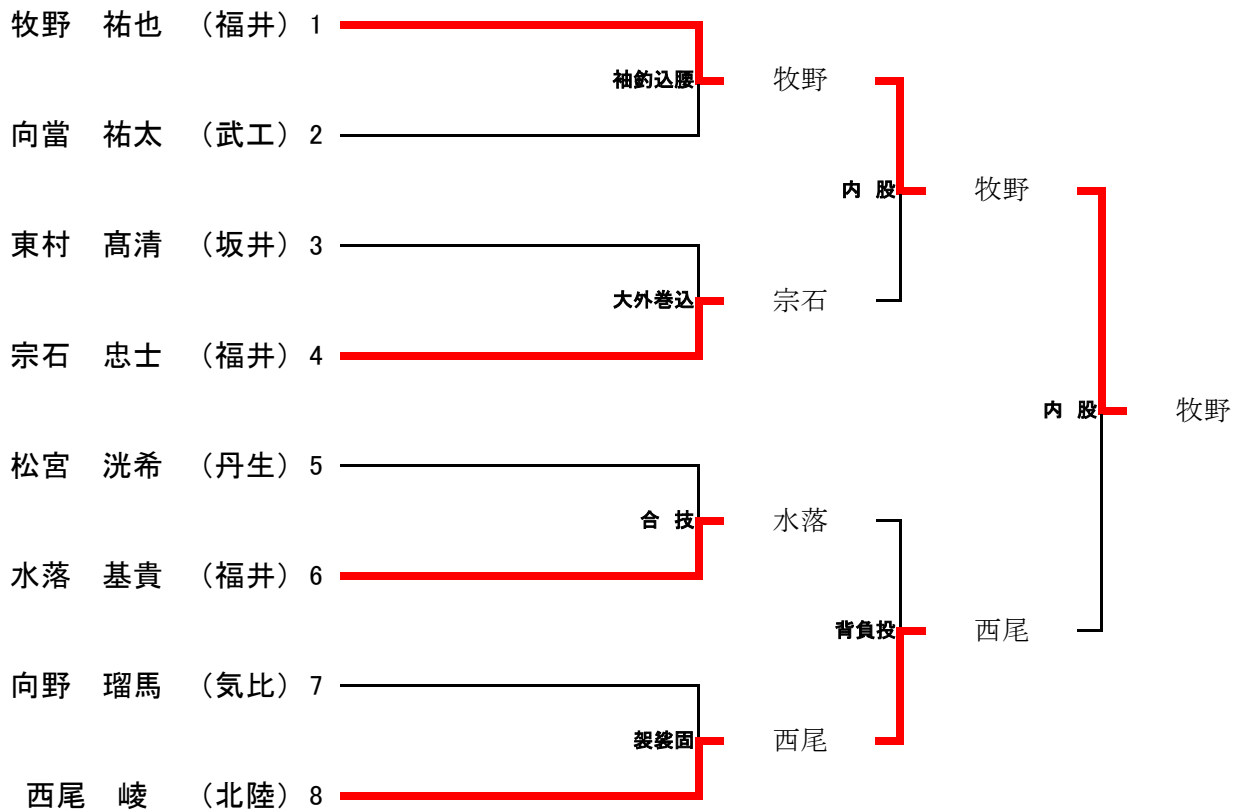 牧野　祐也　（福井） 1
袖釣込腰　牧野
向當　祐太　（武工） 2
内 股　牧野
東村　髙清　（坂井） 3
大外巻込　宗石
宗石　忠士　（福井） 4
内 股　牧野
松宮　洸希　（丹生） 5
合 技　水落
水落　基貴　（福井） 6
背負投　西尾
向野　瑠馬　（気比） 7
袈裟固　西尾
西尾　崚　（北陸） 8